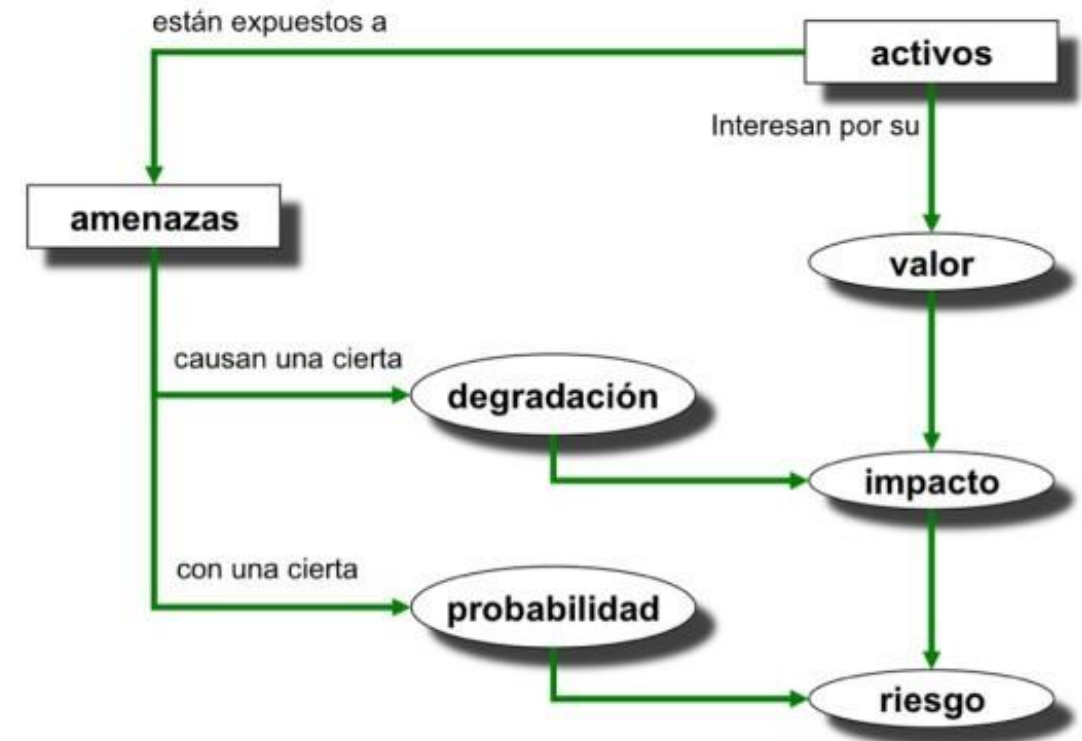 están expuestos a
activos
Interesan por su
amenazas
valor
causan una cierta
degradación
impacto
con una cierta
probabilidad
riesgo